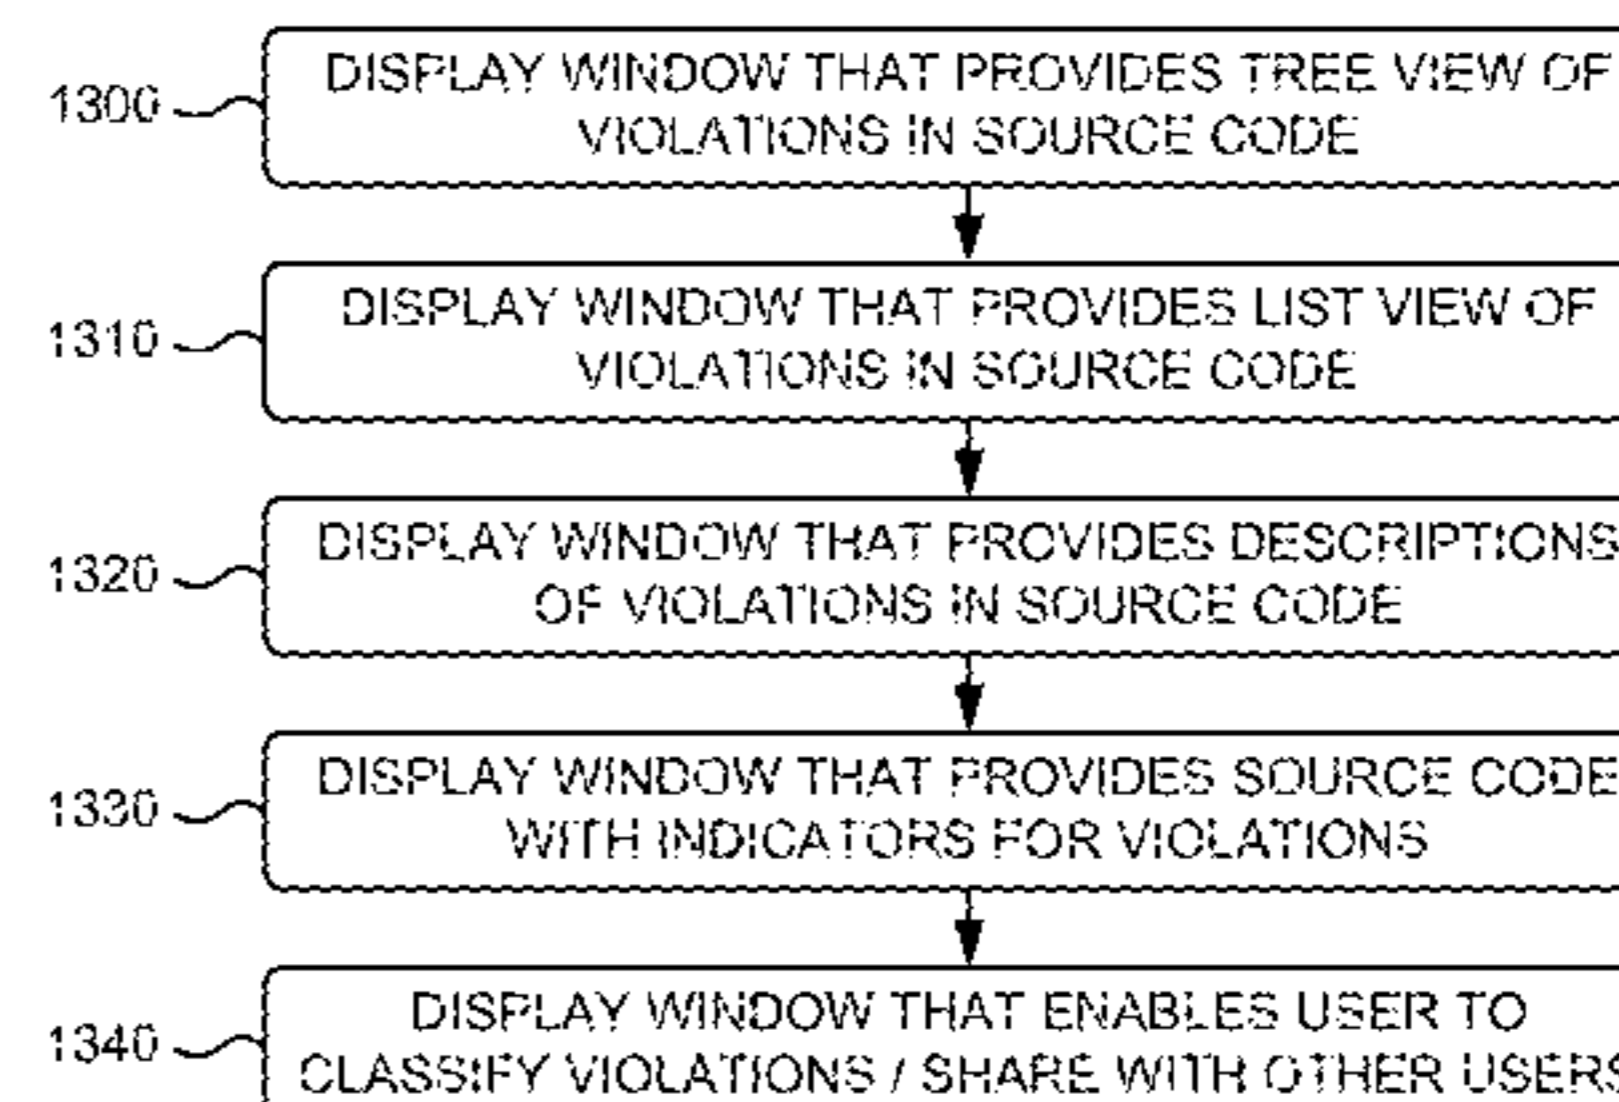 1300
DISPLAY WINDOW THAT PROVIDES TREE VIEW OF
VIOLATIONS IN SOURCE CODE
1310
DISPLAY WINDOW THAT PROVIDES LIST VIEW OF
VIOLATIONS IN SOURCE CODE
1320
DISPLAY WINDOW THAT PROVIDES DESCRIPTIONS
OF VIOLATIONS IN SOURCE CODE
1330
DISPLAY WINDOW THAT PROVIDES SOURCE CODE
WITH INDICATORS FOR VIOLATIONS
1340
DISPLAY WINDOW THAT ENABLES USER TO
CLASSIFY VIOLATIONS / SHARE WITH OTHER USERS